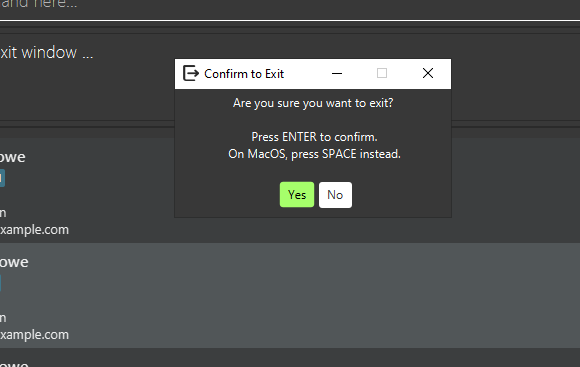 and here...
xit window ...
Confirm to Exit
Are you sure you want to exit?
Press ENTER to confirm.
On MacOS, press SPACE instead.
Yes No
owe
n
xample.com
owe
n
xample.com
owe